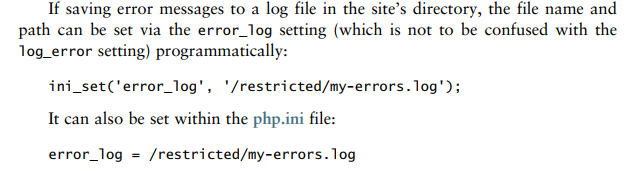 If saving error messages to a log file in the site's directory, the file name and
path can be set via the error_log setting (which is not to be confused with the
log_error setting) programmatically:
ini_set('error_log', '/restricted/my-errors.log');
It can also be set within the php.ini file:
error_log = /restricted/my-errors.log